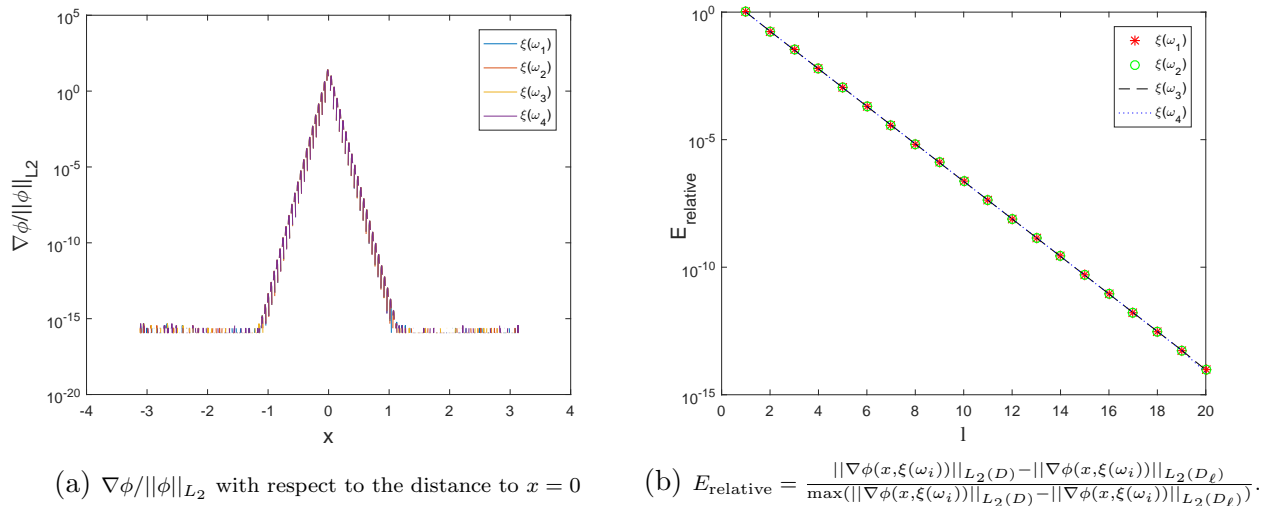 10^5
10^0
10^-5
10^-10
10^-15
10^-20
∇ϕ/||ϕ||_L2
-4 -3 -2 -1 0 1 2 3 4
x
ξ(ω_1)
ξ(ω_2)
ξ(ω_3)
ξ(ω_4)
(a) ∇ϕ/||ϕ||_{L_2} with respect to the distance to x = 0
10^0
10^-5
10^-10
10^-15
E_relative
0 2 4 6 8 10 12 14 16 18 20
l
ξ(ω_1)
ξ(ω_2)
ξ(ω_3)
ξ(ω_4)
(b) E_relative = \frac{||∇ϕ(x,ξ(ω_i))||_{L_2(D)}−||∇ϕ(x,ξ(ω_i))||_{L_2(D_ℓ)}}{max(||∇ϕ(x,ξ(ω_i))||_{L_2(D)}−||∇ϕ(x,ξ(ω_i))||_{L_2(D_ℓ)})}.